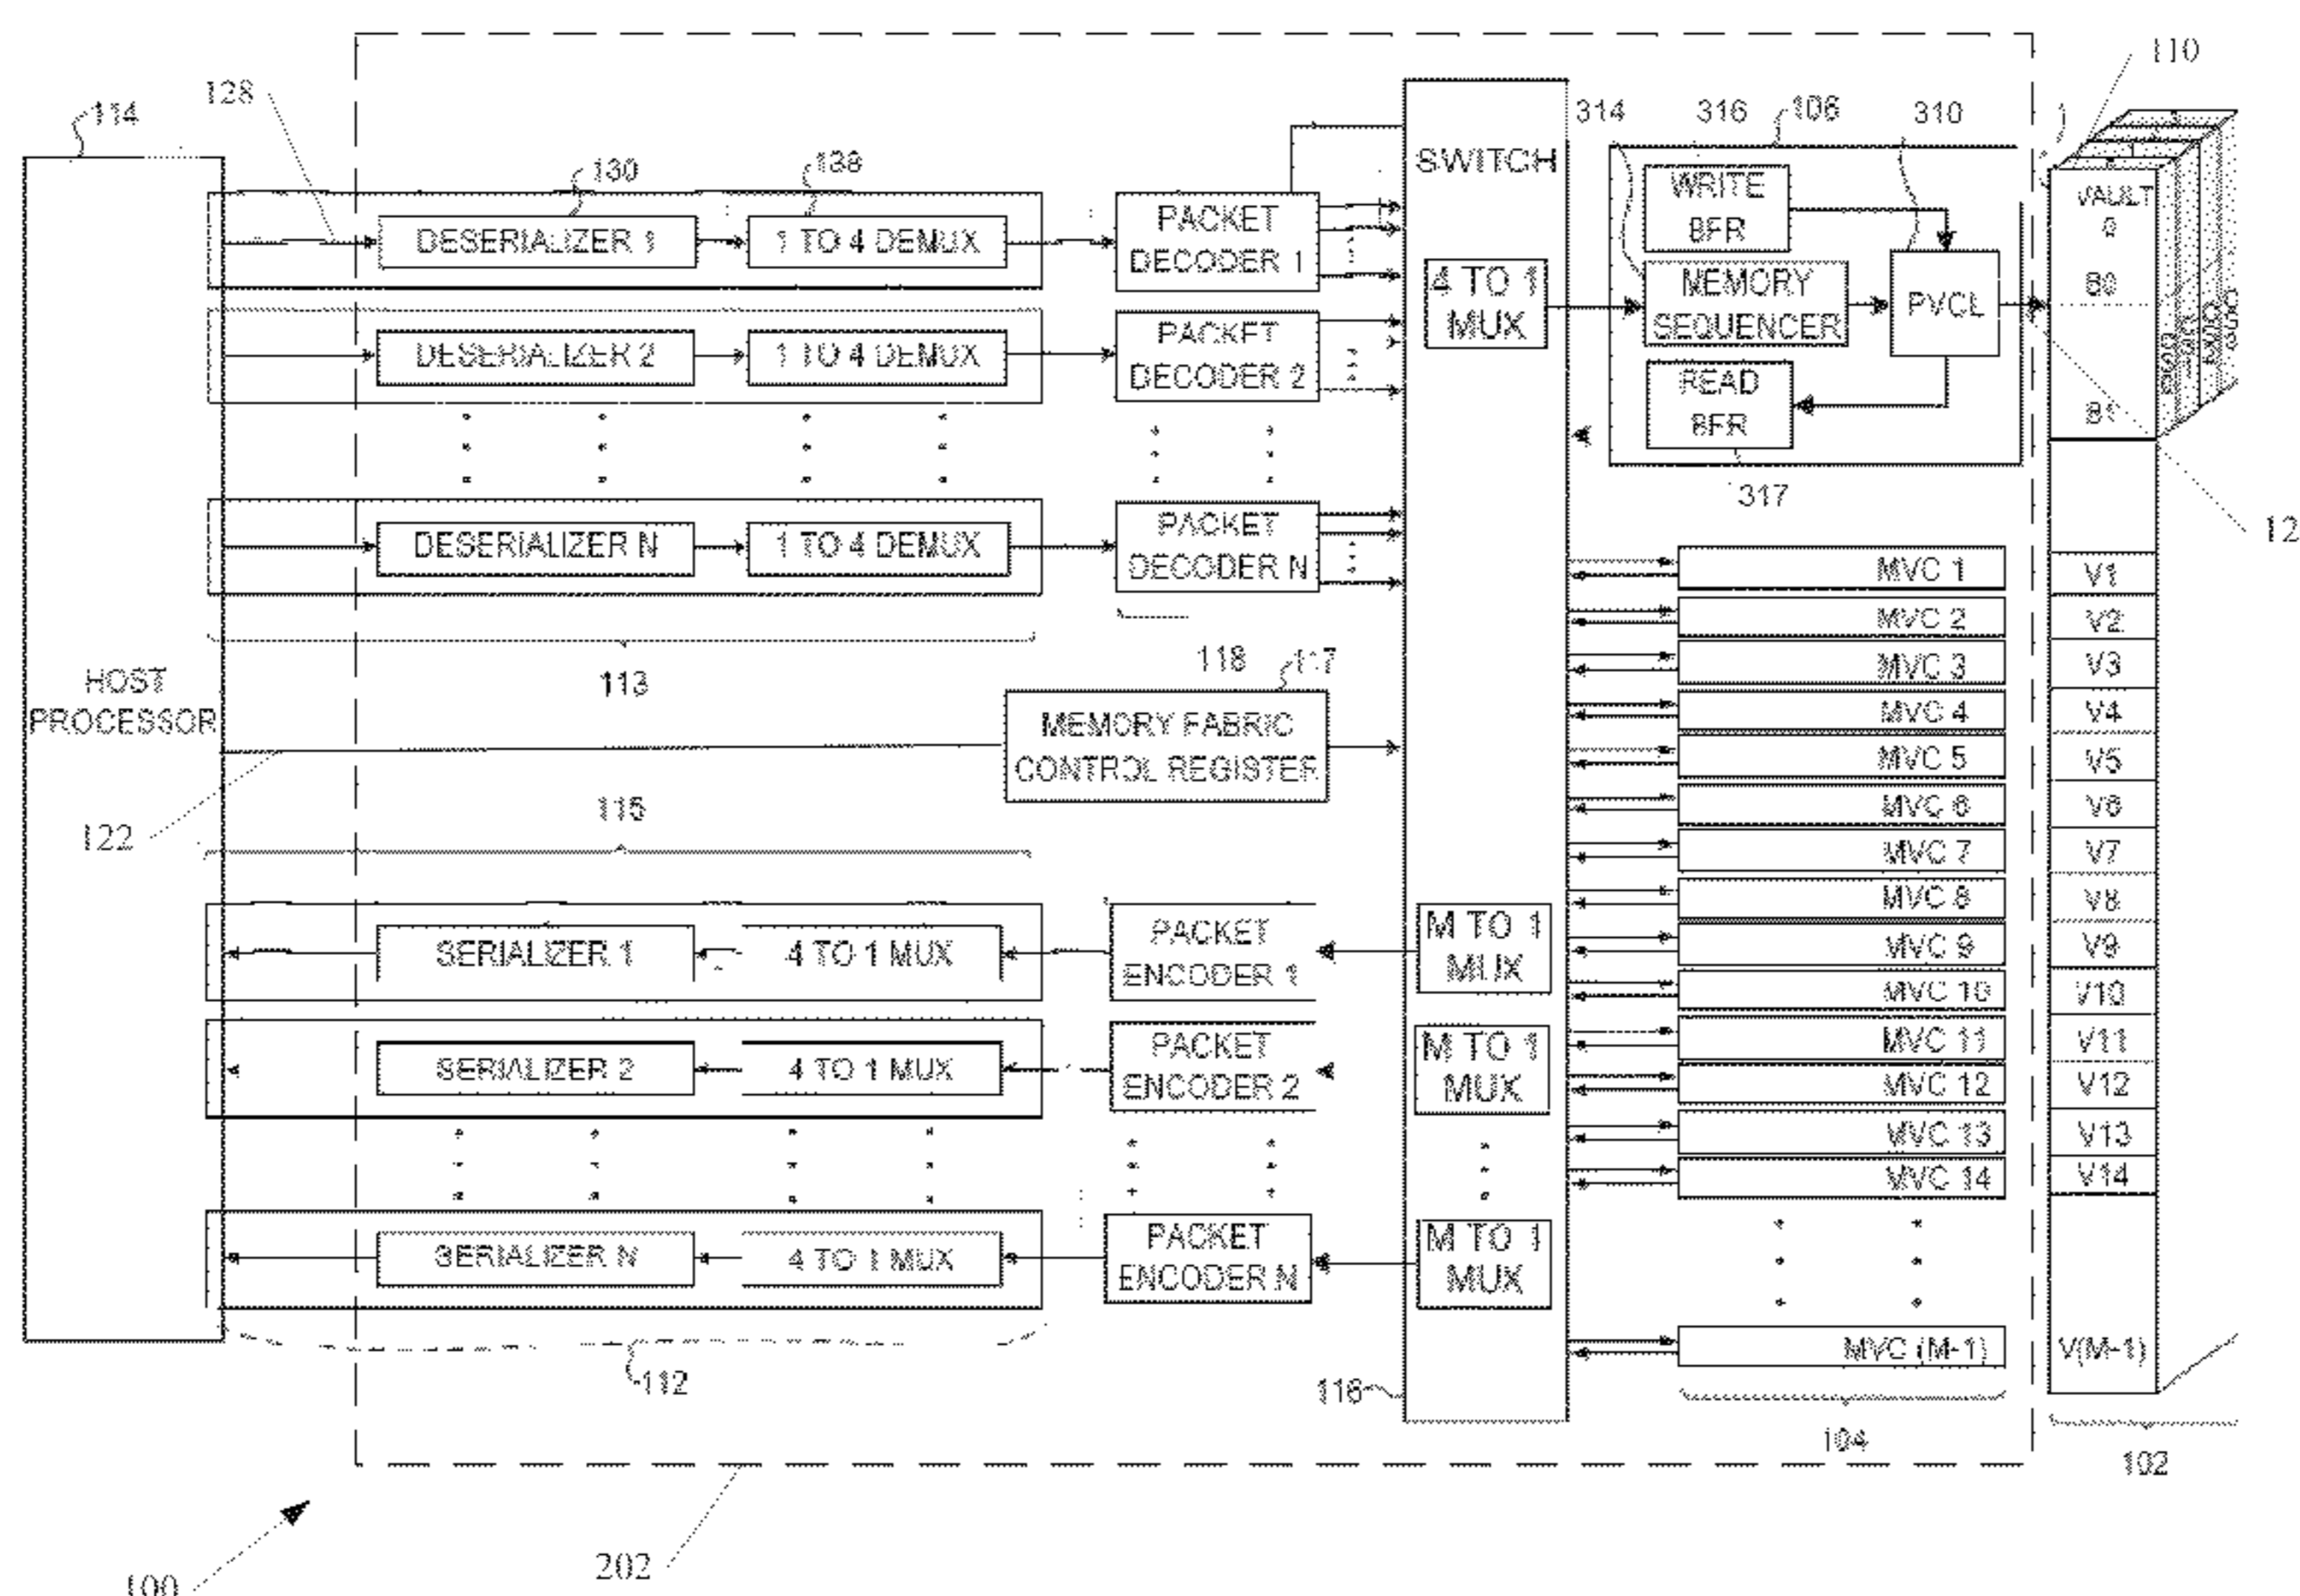 110
128
114
314
316
106
310
130
138
SWITCH
WRITE
BFR
VAULT
0
DESERIALIZER 1
1 TO 4 DEMUX
PACKET
DECODER 1
4 TO 1
MUX
MEMORY
SEQUENCER
PVCL
B0
DESERIALIZER 2
1 TO 4 DEMUX
PACKET
DECODER 2
READ
BFR
B1
317
12
DESERIALIZER N
1 TO 4 DEMUX
PACKET
DECODER N
MVC 1
V1
MVC 2
V2
118
117
MVC 3
V3
113
HOST
PROCESSOR
MEMORY FABRIC
CONTROL REGISTER
MVC 4
V4
MVC 5
V5
115
MVC 6
V6
122
MVC 7
V7
MVC 8
V8
SERIALIZER 1
4 TO 1 MUX
PACKET
ENCODER 1
M TO 1
MUX
MVC 9
V9
MVC 10
V10
SERIALIZER 2
4 TO 1 MUX
PACKET
ENCODER 2
M TO 1
MUX
MVC 11
V11
MVC 12
V12
MVC 13
V13
MVC 14
V14
SERIALIZER N
4 TO 1 MUX
PACKET
ENCODER N
M TO 1
MUX
MVC (M-1)
V(M-1)
112
116
104
102
202
100